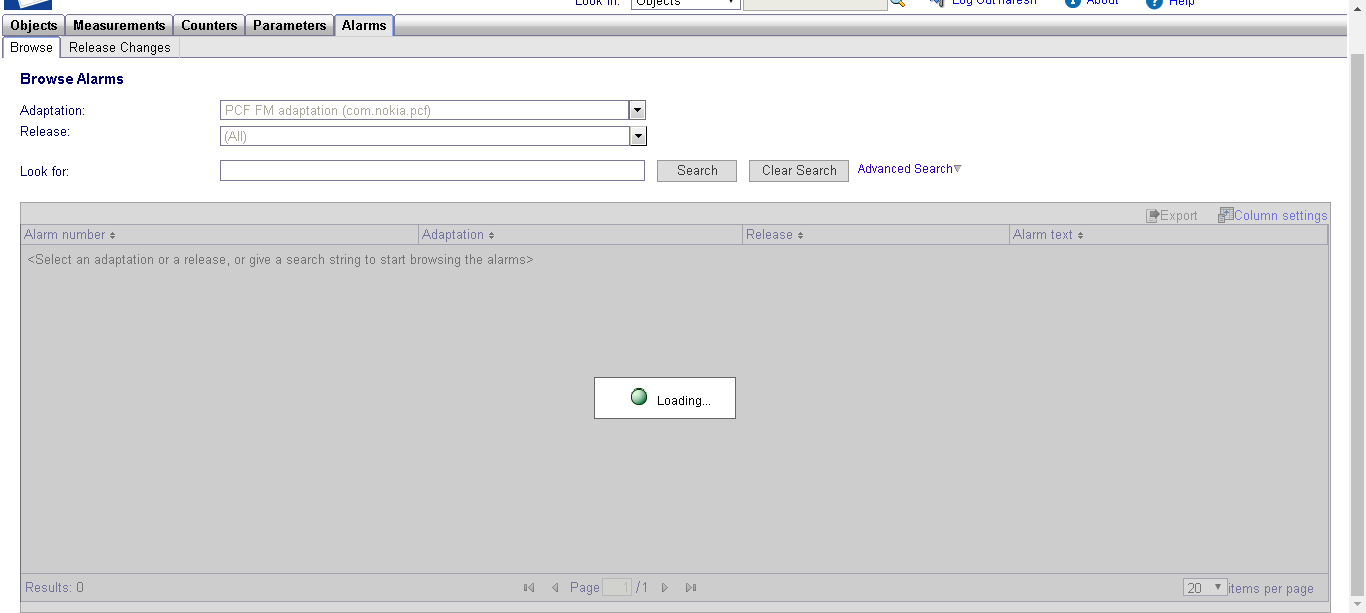 Look in: Objects Log Out haresh About Help
Objects Measurements Counters Parameters Alarms
Browse Release Changes
Browse Alarms
Adaptation: PCF FM adaptation (com.nokia.pcf)
Release: (All)
Look for: Search Clear Search Advanced Search
Export Column settings
Alarm number Adaptation Release Alarm text
<Select an adaptation or a release, or give a search string to start browsing the alarms>
Loading...
Results: 0 Page 1 /1 20 items per page